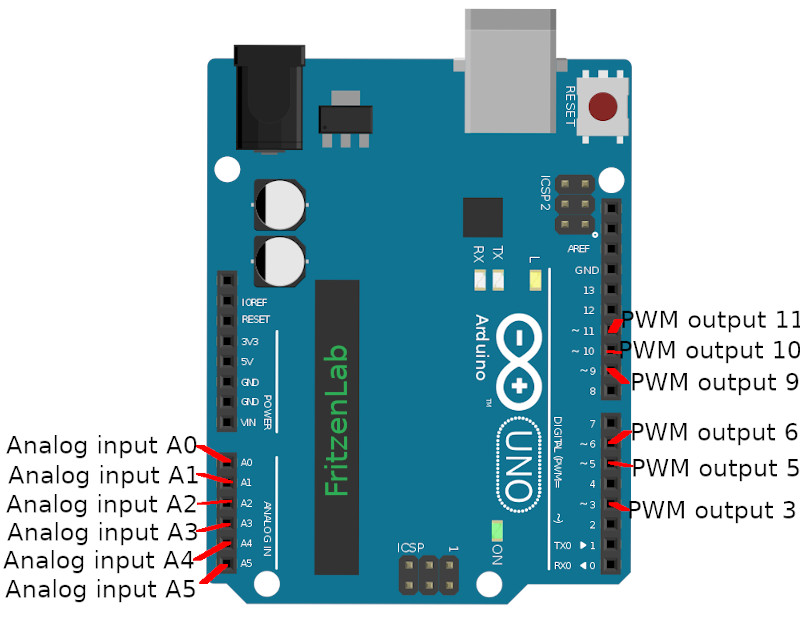 RESET
ICSP2
AREF
GND
13
12
~ 11
~ 10
~ 9
8
PWM output 11
PWM output 10
PWM output 9
RX
TX
L
IOREF
RESET
3V3
5V
GND
GND
VIN
POWER
Arduino
TM
UNO
FritzenLab
DIGITAL (PWM= ~)
7
~ 6
~ 5
4
~ 3
2
TX0 ▶ 1
RX0 ◀ 0
PWM output 6
PWM output 5
PWM output 3
Analog input A0
Analog input A1
Analog input A2
Analog input A3
Analog input A4
Analog input A5
A0
A1
A2
A3
A4
A5
ANALOG IN
ICSP
1
ON